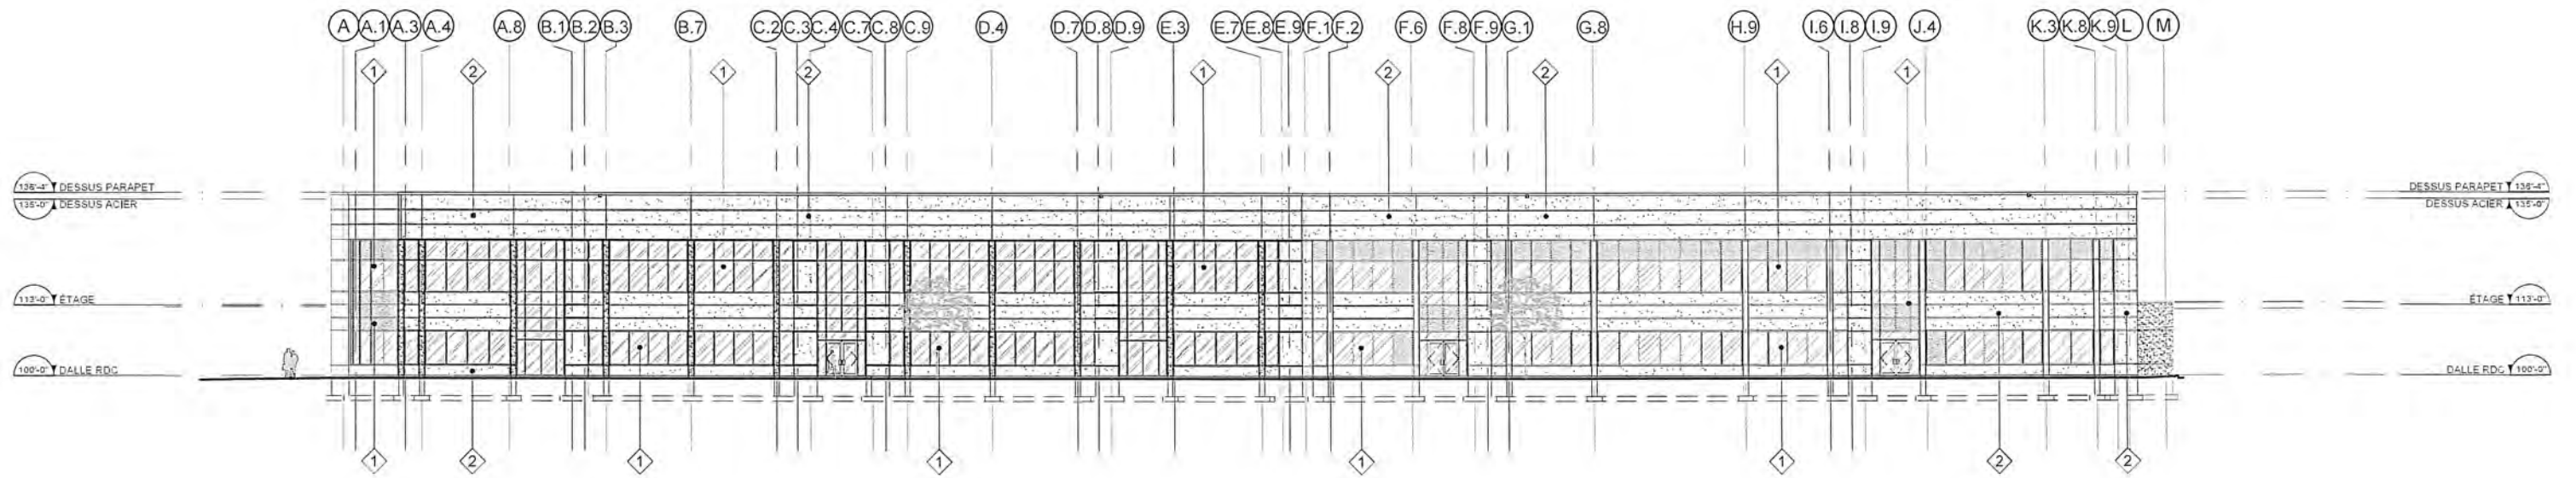 A A.1 A.3 A.4 A.8 B.1 B.2 B.3 B.7 C.2 C.3 C.4 C.7 C.8 C.9 D.4 D.7 D.8 D.9 E.3 E.7 E.8 E.9 F.1 F.2 F.6 F.8 F.9 G.1 G.8 H.9 I.6 I.8 I.9 J.4 K.3 K.8 K.9 L M
1 2 1 2 1 2 2 1 1
136'-4" DESSUS PARAPET
135'-0" DESSUS ACIER
DESSUS PARAPET 136'-4"
DESSUS ACIER 135'-0"
113'-0" ÉTAGE
ÉTAGE 113'-0"
100'-0" DALLE RDC
DALLE RDC 100'-0"
1 2 1 1 1 1 2 2